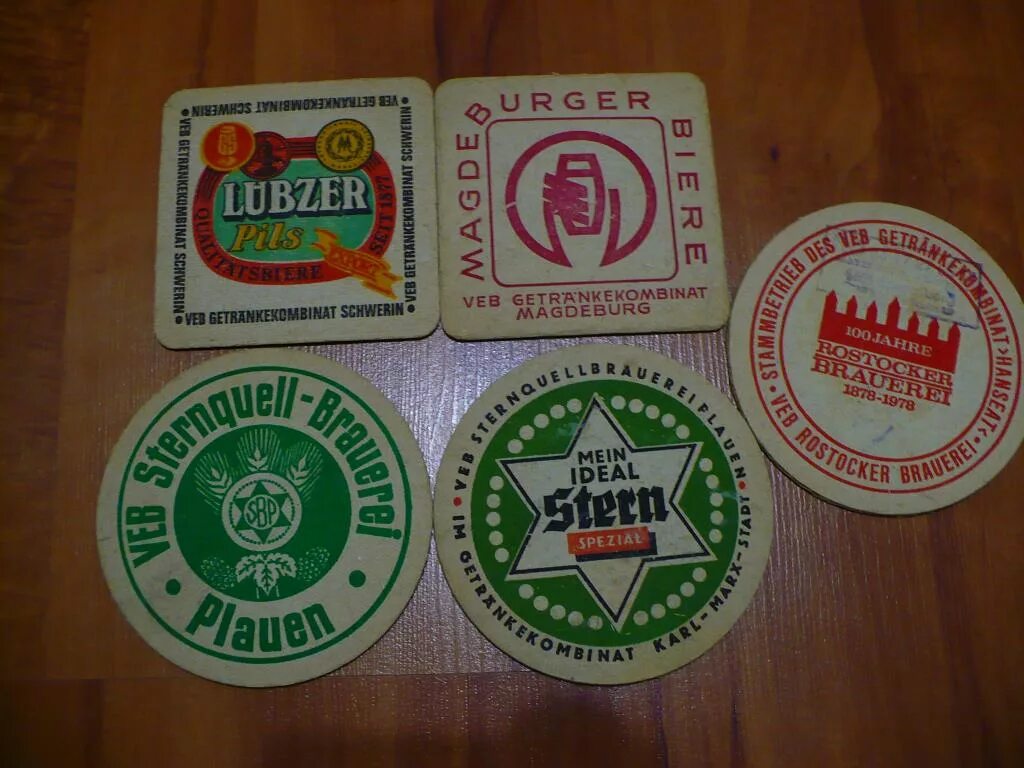 VEB GETRÄNKEKOMBINAT SCHWERIN
VEB GETRÄNKEKOMBINAT SCHWERIN
VEB GETRÄNKEKOMBINAT SCHWERIN
VEB GETRÄNKEKOMBINAT SCHWERIN
M
LÜBZER
Pils
EXPORT
QUALITÄTSBIERE SEIT 1877
MAGDEBURGER BIERE
VEB GETRÄNKEKOMBINAT
MAGDEBURG
• STAMMBETRIEB DES VEB GETRÄNKEKOMBINAT >HANSEAT< •
VEB ROSTOCKER BRAUEREI
100 JAHRE
ROSTOCKER
BRAUEREI
1878-1978
VEB Sternquell-Brauerei
SBP
• Plauen •
• VEB STERNQUELLBRAUEREI PLAUEN •
IM GETRÄNKEKOMBINAT KARL-MARX-STADT
MEIN
IDEAL
Stern
SPEZIAL